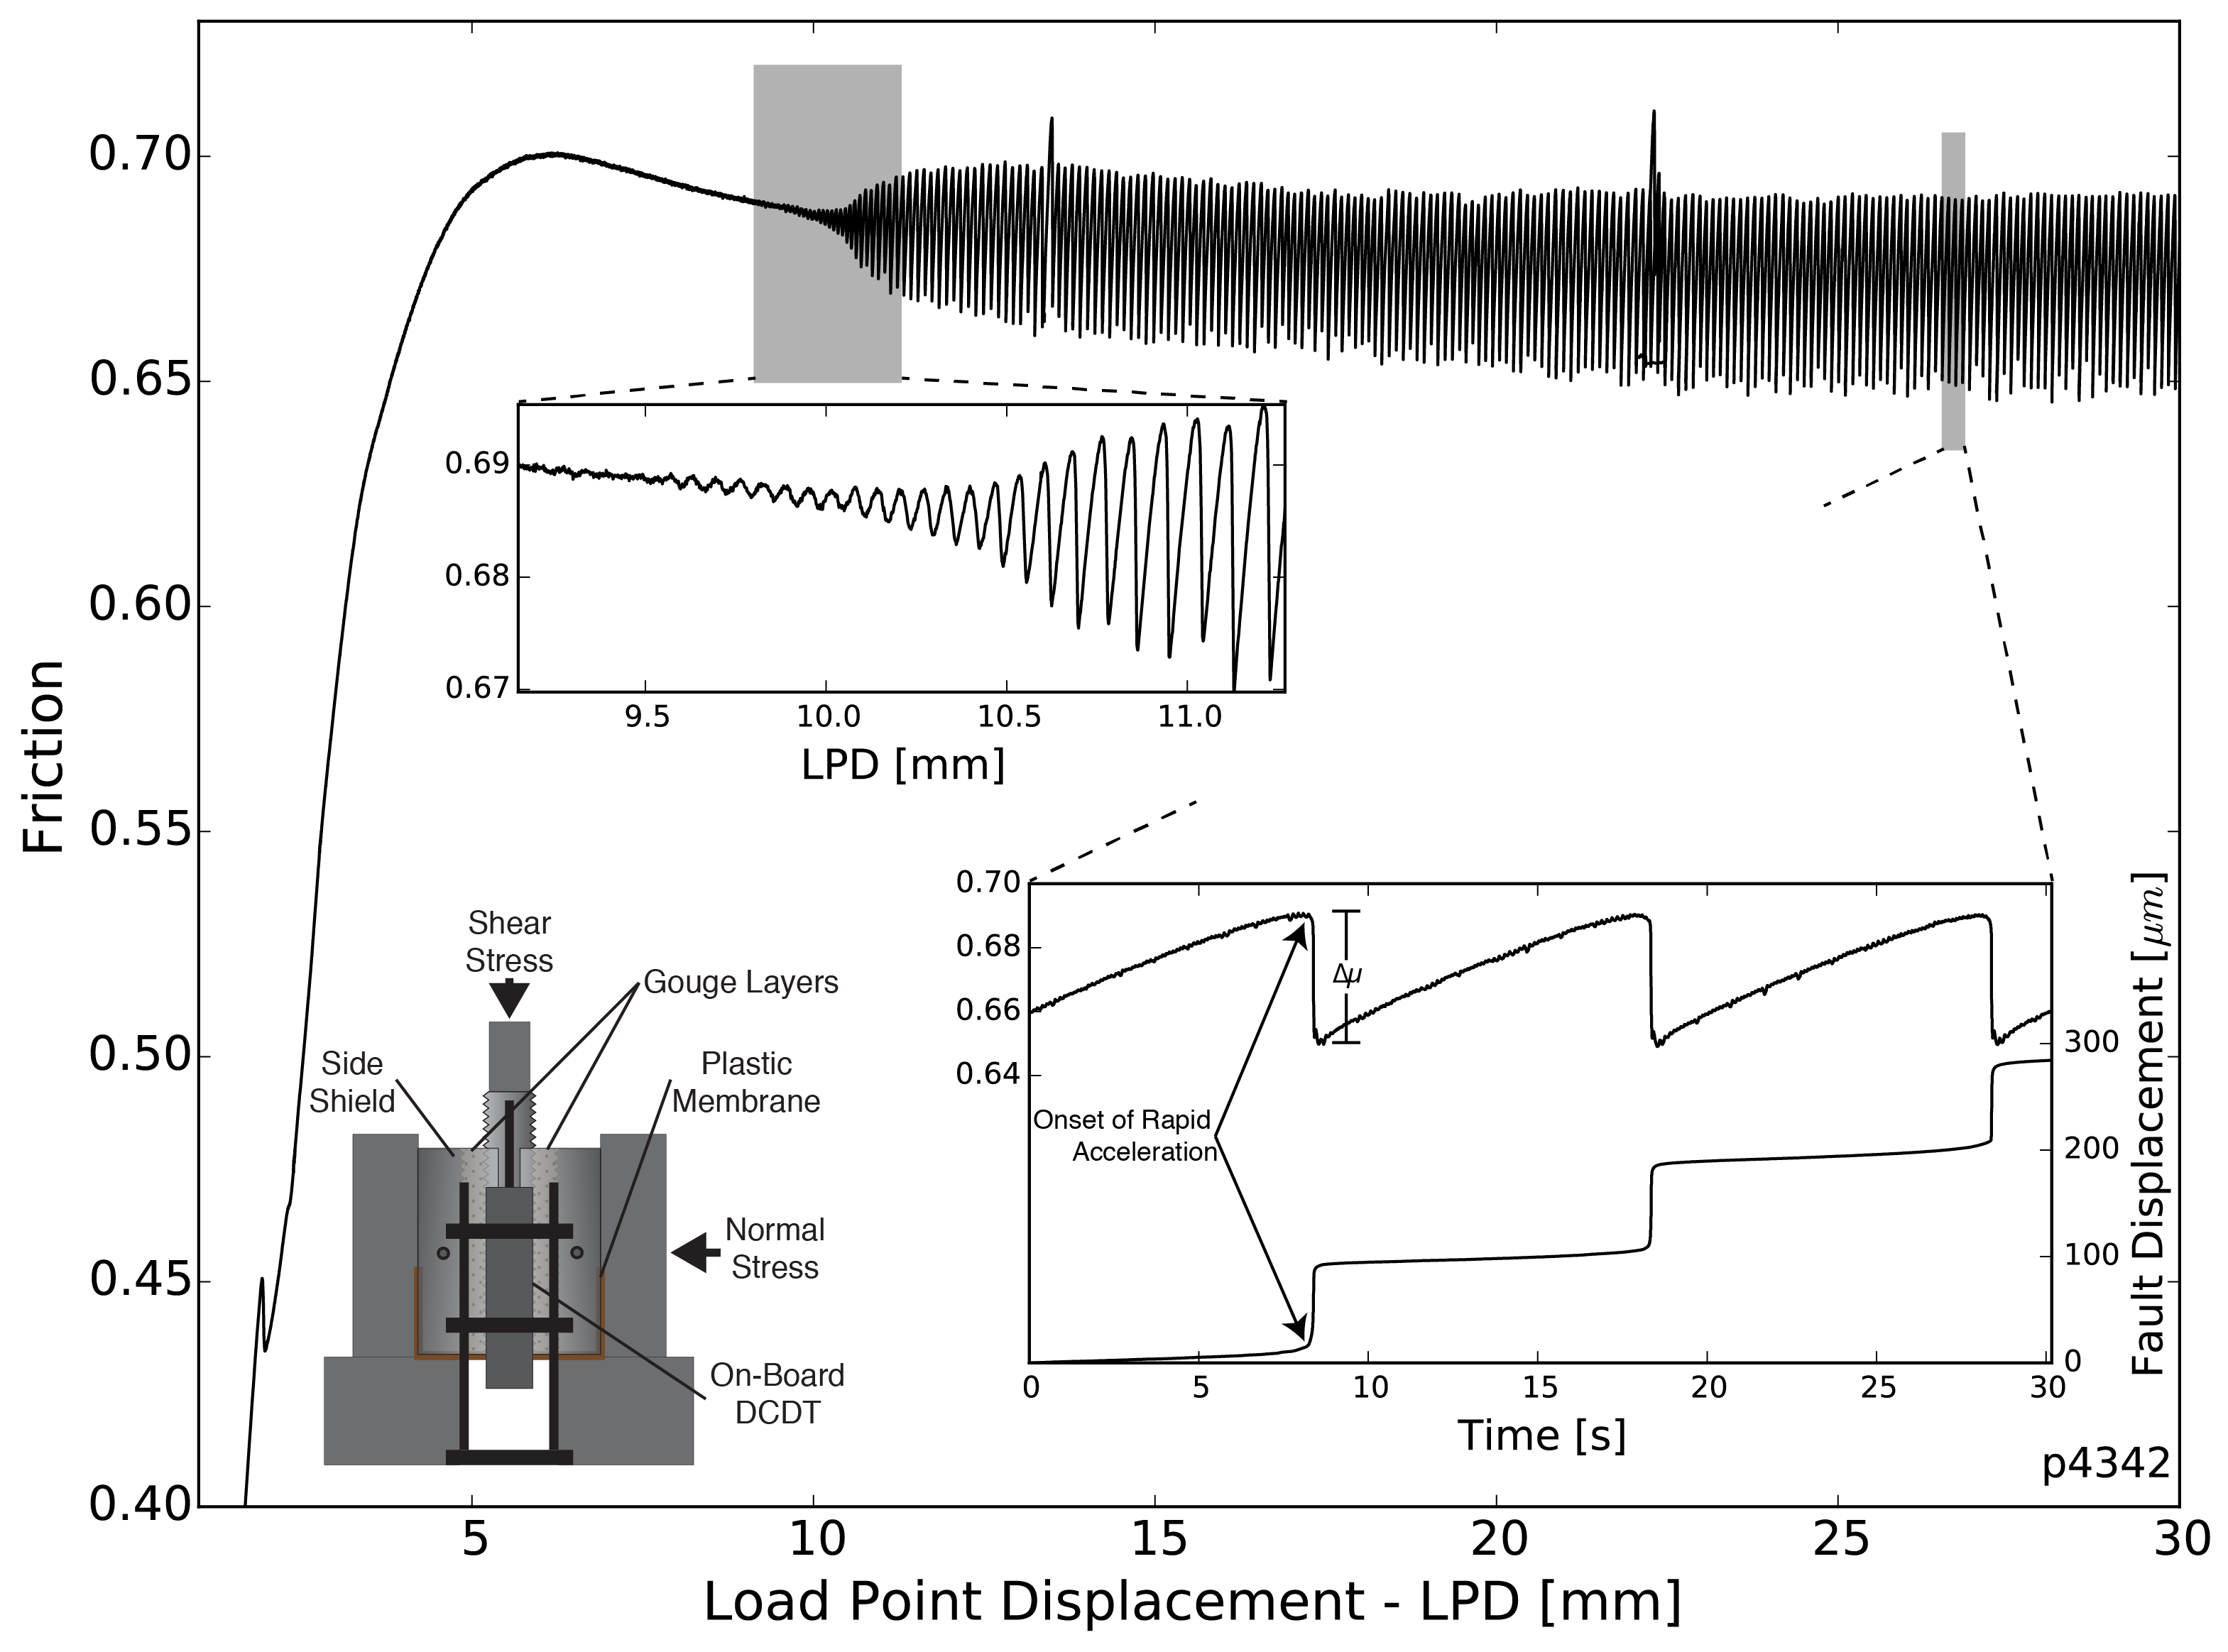 Friction
0.70
0.65
0.60
0.55
0.50
0.45
0.40
5
10
15
20
25
30
Load Point Displacement - LPD [mm]
0.69
0.68
0.67
9.5
10.0
10.5
11.0
LPD [mm]
Shear
Stress
Gouge Layers
Side
Shield
Plastic
Membrane
Normal
Stress
On-Board
DCDT
0.70
0.68
0.66
0.64
Δμ
Onset of Rapid
Acceleration
300
200
100
0
Fault Displacement [μm]
0
5
10
15
20
25
30
Time [s]
p4342